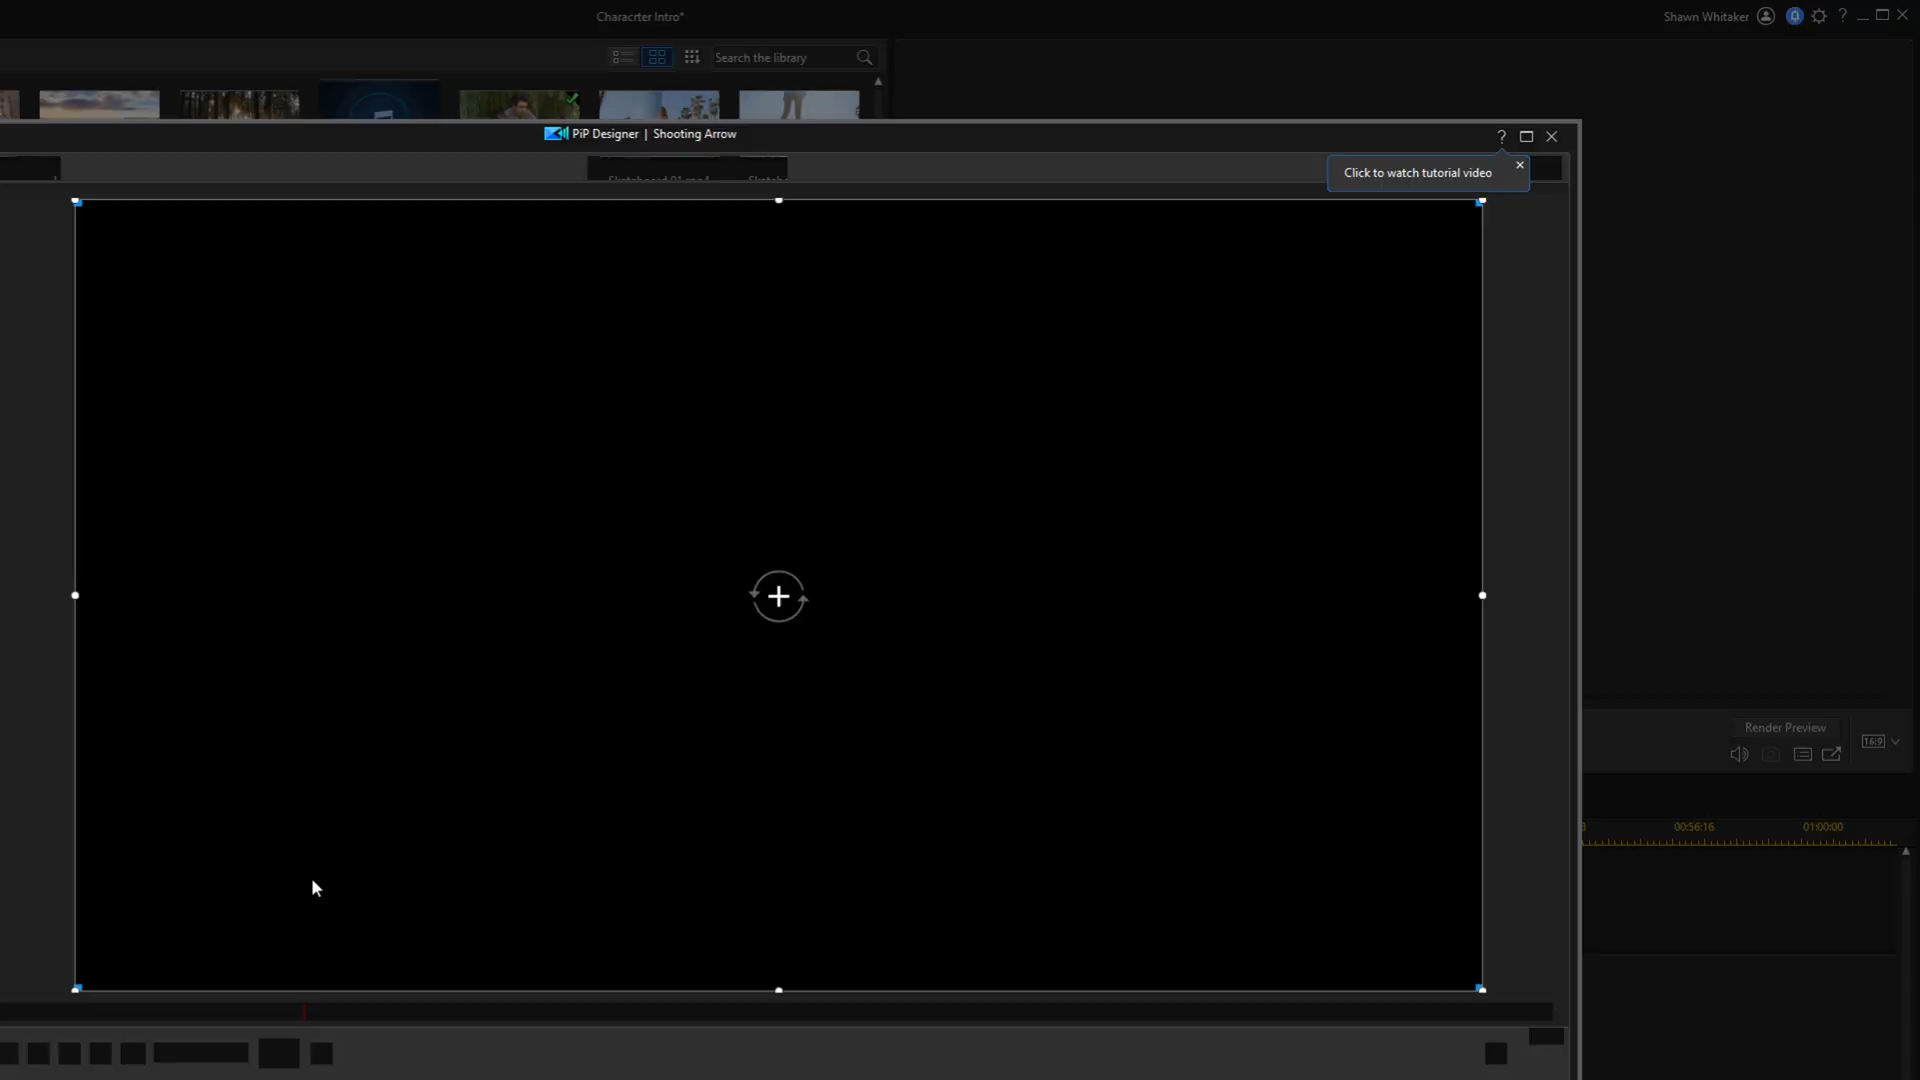 Characrter Intro*
Shawn Whitaker
?
Search the library
PiP Designer | Shooting Arrow
?
Click to watch tutorial video
Render Preview
16:9
00:56:16
01:00:00